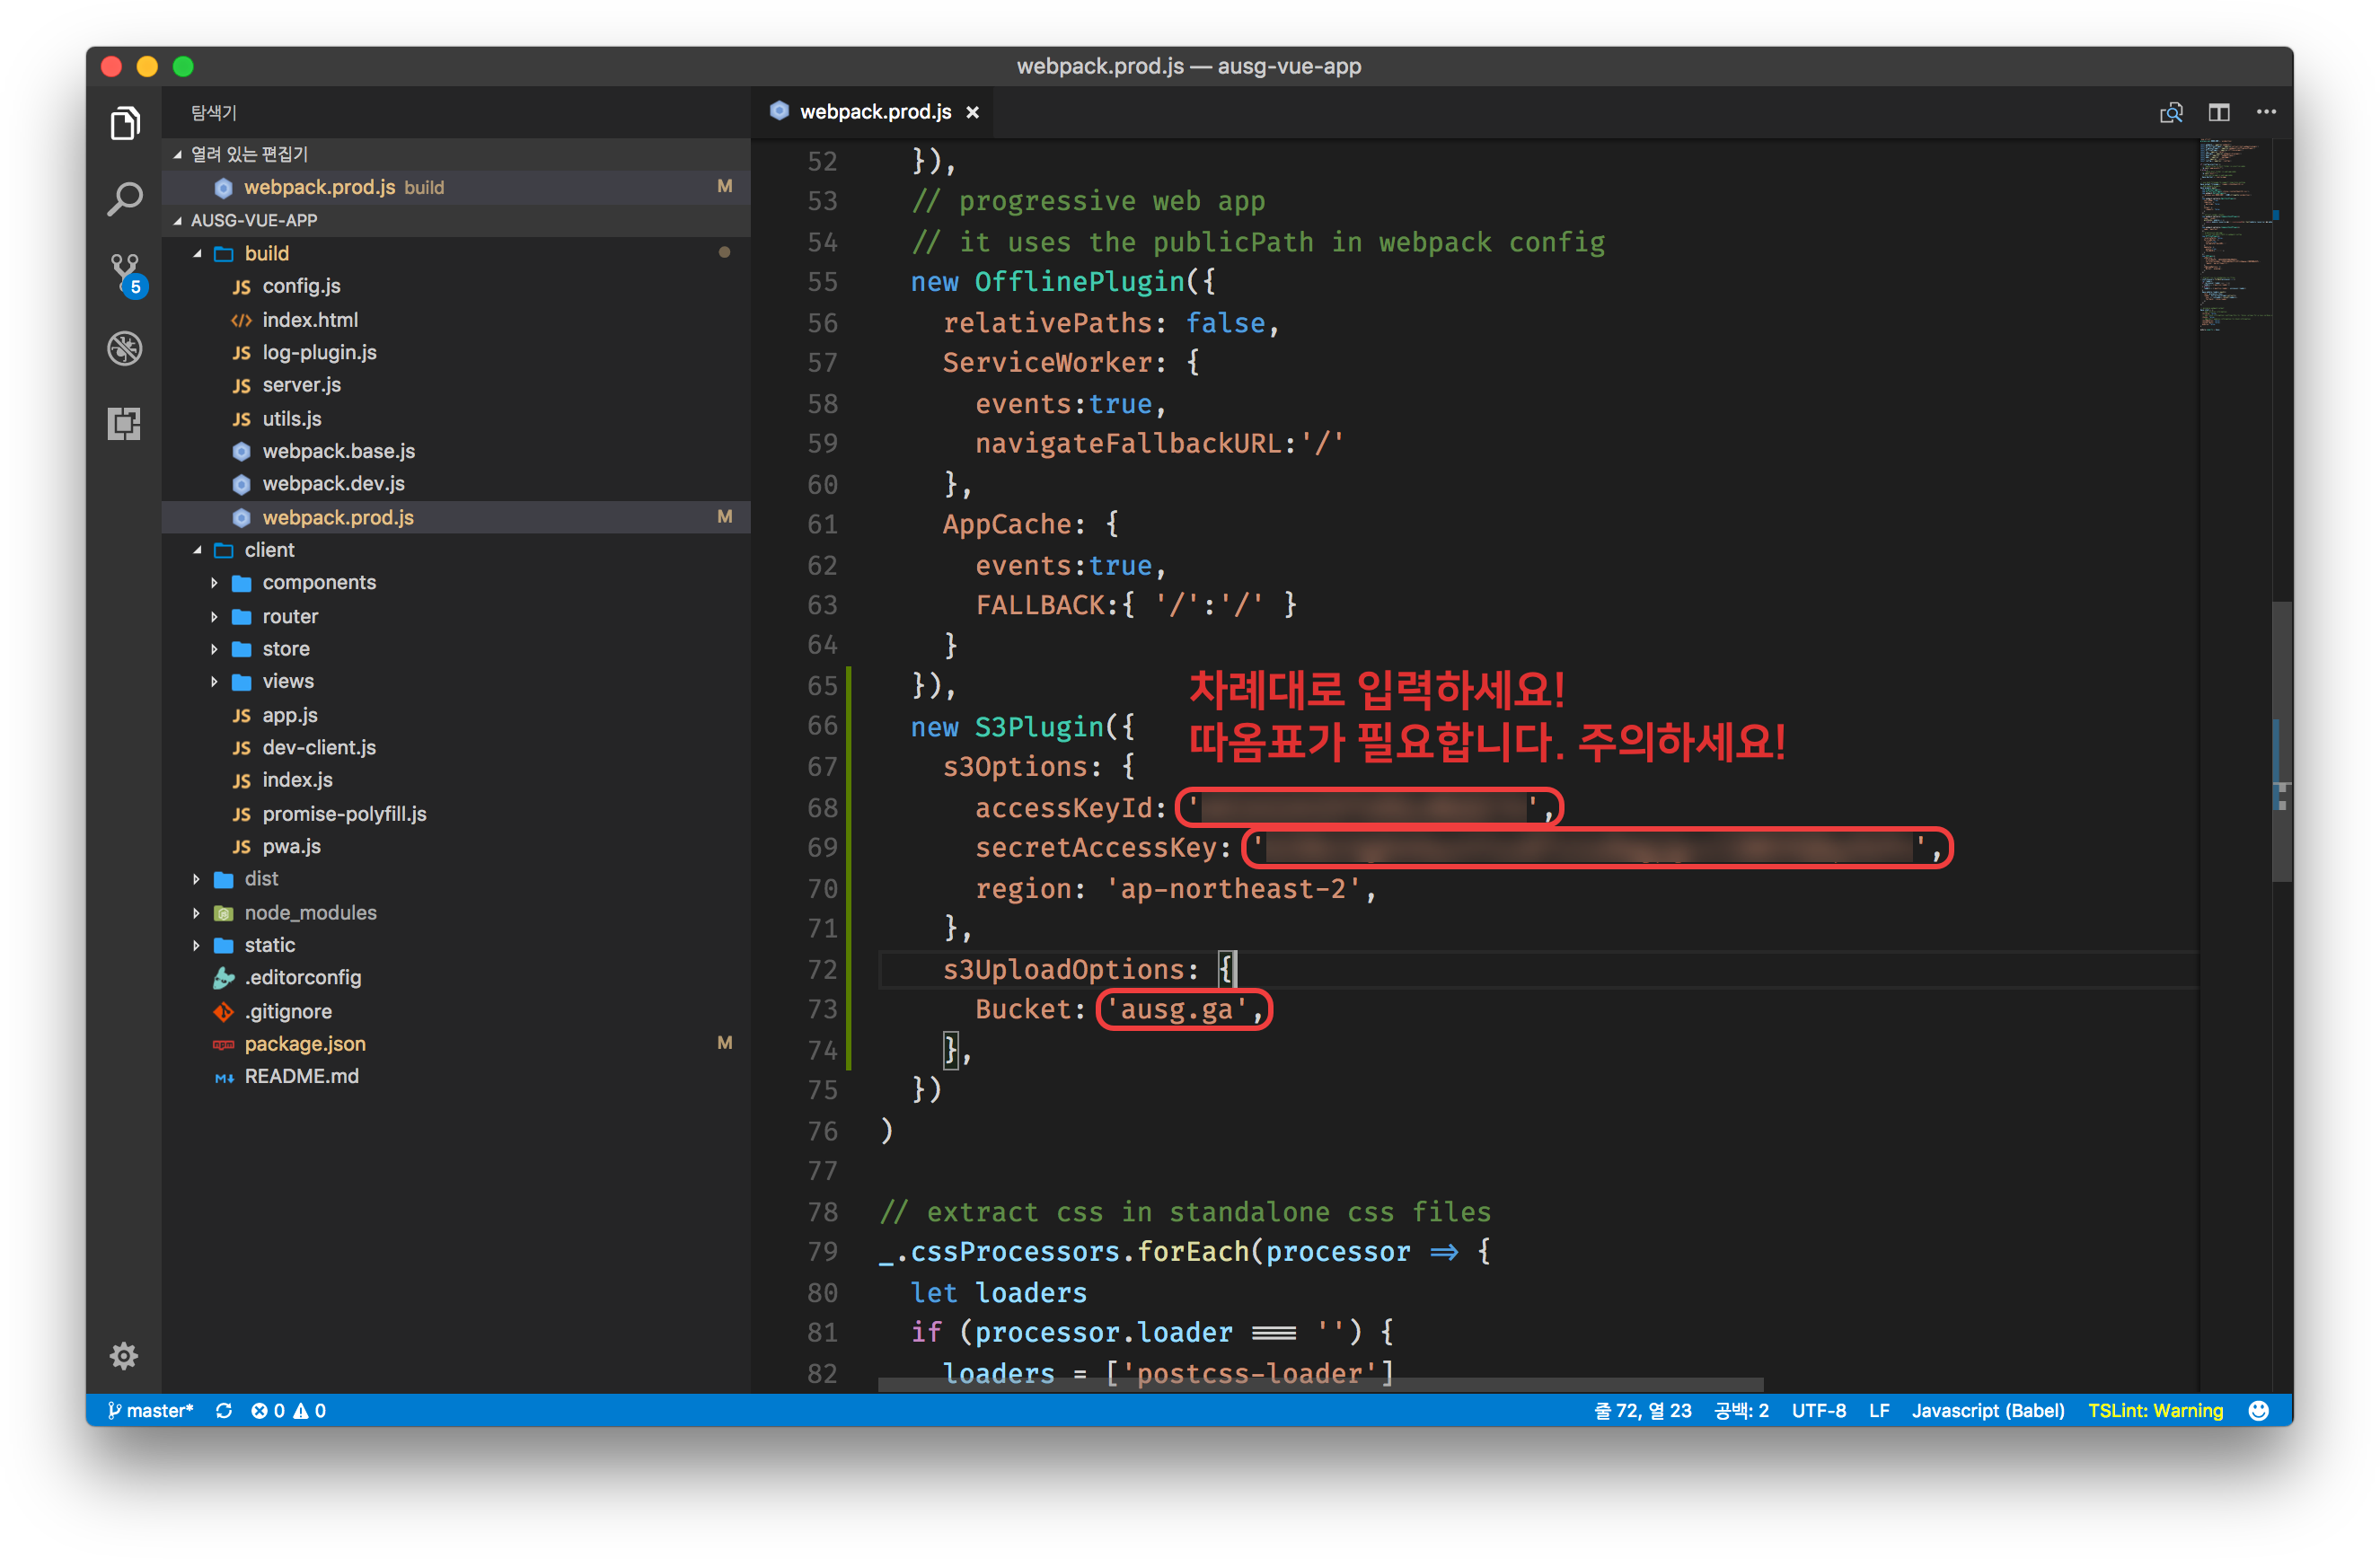 webpack.prod.js — ausg-vue-app
탐색기
열려 있는 편집기
webpack.prod.js build M
AUSG-VUE-APP
build
JS config.js
</> index.html
JS log-plugin.js
JS server.js
JS utils.js
webpack.base.js
webpack.dev.js
webpack.prod.js M
client
components
router
store
views
JS app.js
JS dev-client.js
JS index.js
JS promise-polyfill.js
JS pwa.js
dist
node_modules
static
.editorconfig
.gitignore
npm package.json M
M↓ README.md
5
webpack.prod.js ×
52 }),
53 // progressive web app
54 // it uses the publicPath in webpack config
55 new OfflinePlugin({
56 relativePaths: false,
57 ServiceWorker: {
58 events:true,
59 navigateFallbackURL:'/'
60 },
61 AppCache: {
62 events:true,
63 FALLBACK:{ '/':'/' }
64 }
65 }),
차례대로 입력하세요!
66 new S3Plugin({
따옴표가 필요합니다. 주의하세요!
67 s3Options: {
68 accessKeyId: '',
69 secretAccessKey: '',
70 region: 'ap-northeast-2',
71 },
72 s3UploadOptions: {
73 Bucket: 'ausg.ga',
74 },
75 })
76 )
77
78 // extract css in standalone css files
79 _.cssProcessors.forEach(processor => {
80 let loaders
81 if (processor.loader === '') {
82 loaders = ['postcss-loader']
master* 0 0 줄 72, 열 23 공백: 2 UTF-8 LF Javascript (Babel) TSLint: Warning